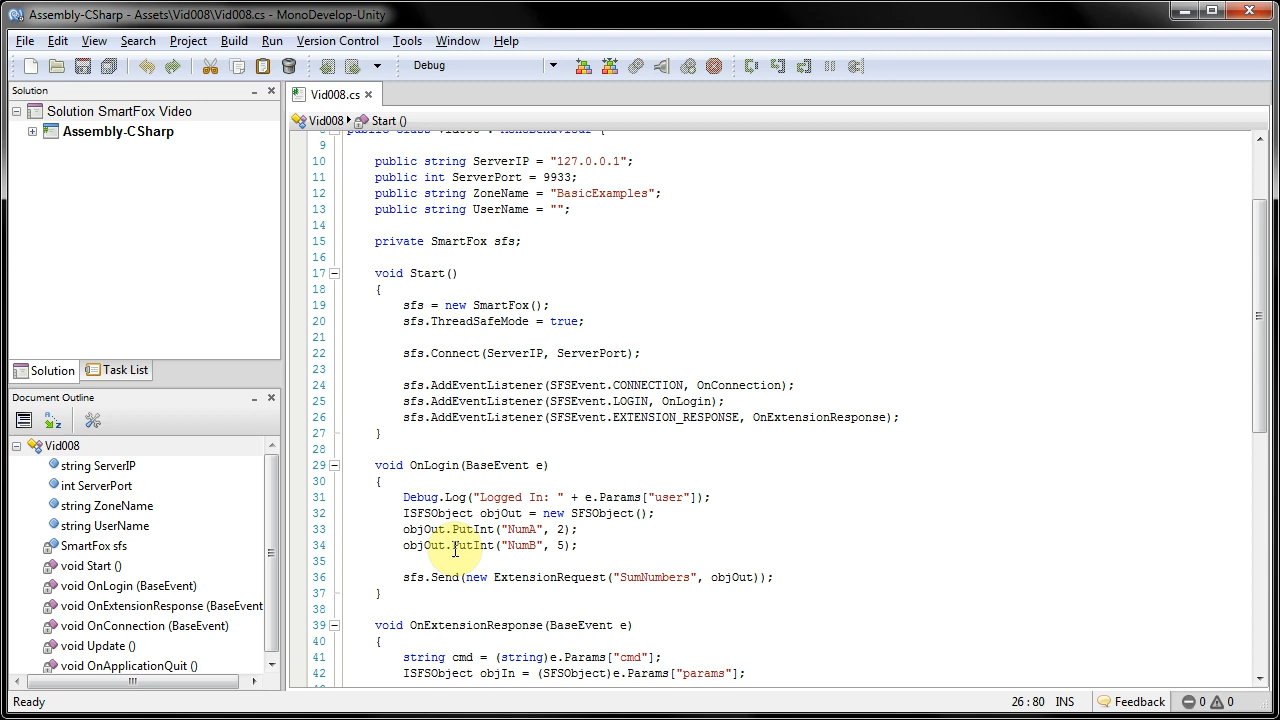 Assembly-CSharp - Assets\Vid008\Vid008.cs - MonoDevelop-Unity
File Edit View Search Project Build Run Version Control Tools Window Help
Debug
Solution
Vid008.cs
Solution SmartFox Video
Assembly-CSharp
Vid008 Start ()
9
10 public string ServerIP = "127.0.0.1";
11 public int ServerPort = 9933;
12 public string ZoneName = "BasicExamples";
13 public string UserName = "";
14
15 private SmartFox sfs;
16
17 void Start()
18 {
19 sfs = new SmartFox();
20 sfs.ThreadSafeMode = true;
21
22 sfs.Connect(ServerIP, ServerPort);
23
24 sfs.AddEventListener(SFSEvent.CONNECTION, OnConnection);
25 sfs.AddEventListener(SFSEvent.LOGIN, OnLogin);
26 sfs.AddEventListener(SFSEvent.EXTENSION_RESPONSE, OnExtensionResponse);
27 }
28
29 void OnLogin(BaseEvent e)
30 {
31 Debug.Log("Logged In: " + e.Params["user"]);
32 ISFSObject objOut = new SFSObject();
33 objOut.PutInt("NumA", 2);
34 objOut.PutInt("NumB", 5);
35
36 sfs.Send(new ExtensionRequest("SumNumbers", objOut));
37 }
38
39 void OnExtensionResponse(BaseEvent e)
40 {
41 string cmd = (string)e.Params["cmd"];
42 ISFSObject objIn = (SFSObject)e.Params["params"];
Solution Task List
Document Outline
Vid008
string ServerIP
int ServerPort
string ZoneName
string UserName
SmartFox sfs
void Start ()
void OnLogin (BaseEvent)
void OnExtensionResponse (BaseEvent
void OnConnection (BaseEvent)
void Update ()
void OnApplicationQuit ()
Ready
26 : 80 INS Feedback 0 0